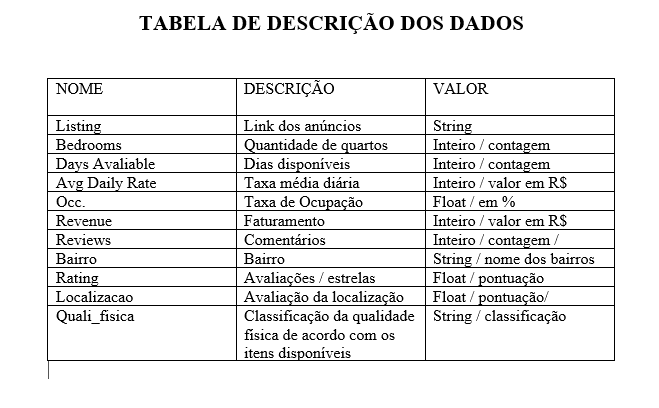 TABELA DE DESCRIÇÃO DOS DADOS
NOME DESCRIÇÃO VALOR
Listing Link dos anúncios String
Bedrooms Quantidade de quartos Inteiro / contagem
Days Avaliable Dias disponíveis Inteiro / contagem
Avg Daily Rate Taxa média diária Inteiro / valor em R$
Occ. Taxa de Ocupação Float / em %
Revenue Faturamento Inteiro / valor em R$
Reviews Comentários Inteiro / contagem /
Bairro Bairro String / nome dos bairros
Rating Avaliações / estrelas Float / pontuação
Localizacao Avaliação da localização Float / pontuação/
Quali_fisica Classificação da qualidade String / classificação
física de acordo com os
itens disponíveis